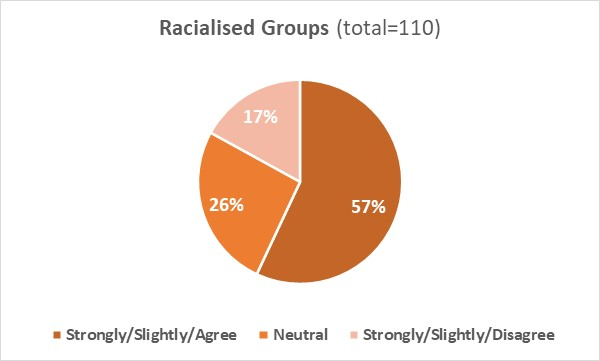 Racialised Groups (total=110)
17%
26%
57%
Strongly/Slightly/Agree Neutral Strongly/Slightly/Disagree